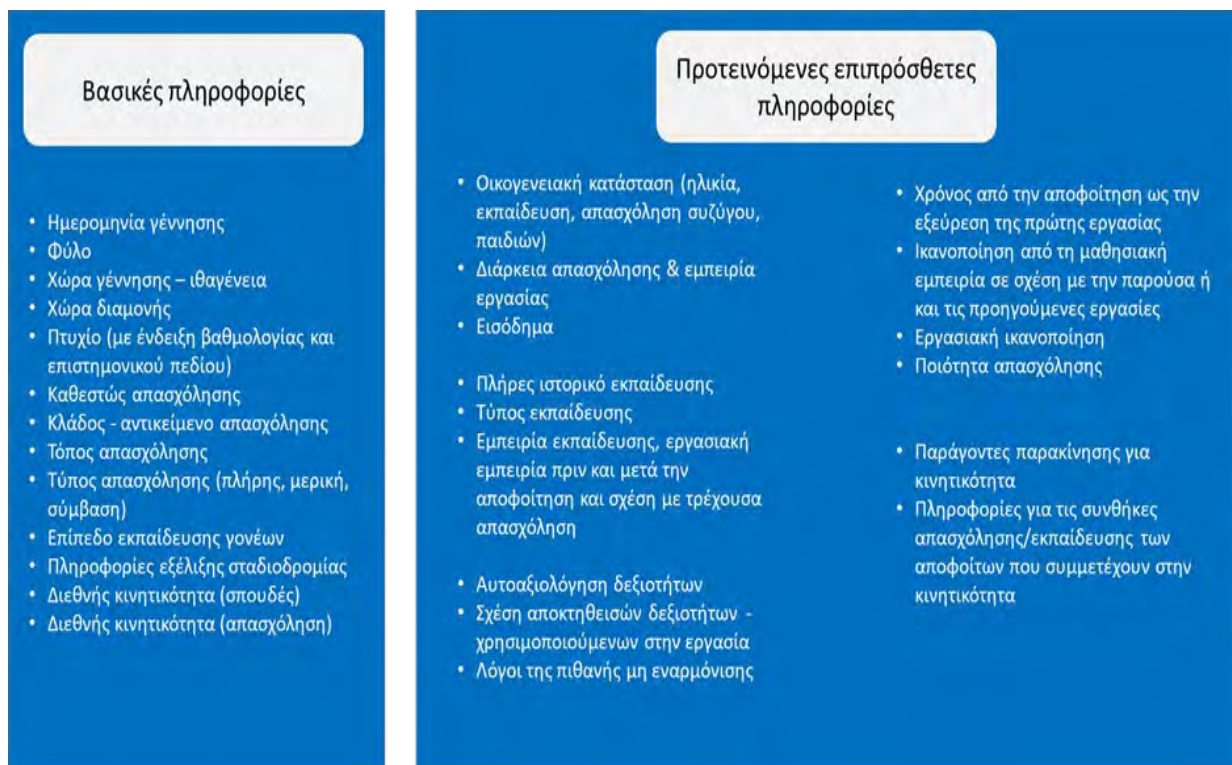 Βασικές πληροφορίες
• Ημερομηνία γέννησης
• Φύλο
• Χώρα γέννησης – ιθαγένεια
• Χώρα διαμονής
• Πτυχίο (με ένδειξη βαθμολογίας και
επιστημονικού πεδίου)
• Καθεστώς απασχόλησης
• Κλάδος - αντικείμενο απασχόλησης
• Τόπος απασχόλησης
• Τύπος απασχόλησης (πλήρης, μερική,
σύμβαση)
• Επίπεδο εκπαίδευσης γονέων
• Πληροφορίες εξέλιξης σταδιοδρομίας
• Διεθνής κινητικότητα (σπουδές)
• Διεθνής κινητικότητα (απασχόληση)
Προτεινόμενες επιπρόσθετες
πληροφορίες
• Οικογενειακή κατάσταση (ηλικία,
εκπαίδευση, απασχόληση συζύγου,
παιδιών)
• Διάρκεια απασχόλησης & εμπειρία
εργασίας
• Εισόδημα
• Πλήρες ιστορικό εκπαίδευσης
• Τύπος εκπαίδευσης
• Εμπειρία εκπαίδευσης, εργασιακή
εμπειρία πριν και μετά την
αποφοίτηση και σχέση με τρέχουσα
απασχόληση
• Αυτοαξιολόγηση δεξιοτήτων
• Σχέση αποκτηθεισών δεξιοτήτων -
χρησιμοποιούμενων στην εργασία
• Λόγοι της πιθανής μη εναρμόνισης
• Χρόνος από την αποφοίτηση ως την
εξεύρεση της πρώτης εργασίας
• Ικανοποίηση από τη μαθησιακή
εμπειρία σε σχέση με την παρούσα ή
και τις προηγούμενες εργασίες
• Εργασιακή ικανοποίηση
• Ποιότητα απασχόλησης
• Παράγοντες παρακίνησης για
κινητικότητα
• Πληροφορίες για τις συνθήκες
απασχόλησης/εκπαίδευσης των
αποφοίτων που συμμετέχουν στην
κινητικότητα